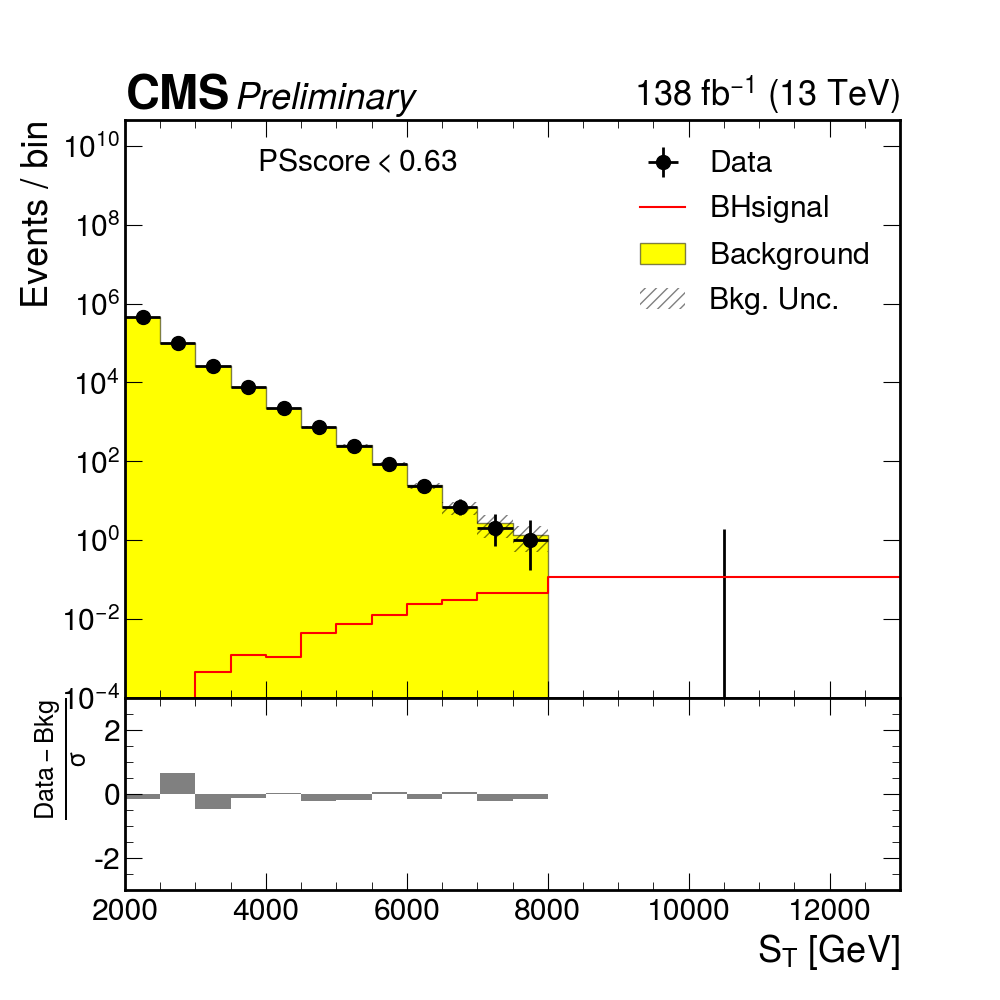 CMS Preliminary 138 fb⁻¹ (13 TeV)
Events / bin
PSscore < 0.63
Data
BHsignal
Background
Bkg. Unc.
10¹⁰
10⁸
10⁶
10⁴
10²
10⁰
10⁻²
10⁻⁴
Data – Bkg
σ
2
0
-2
2000 4000 6000 8000 10000 12000
S_T [GeV]